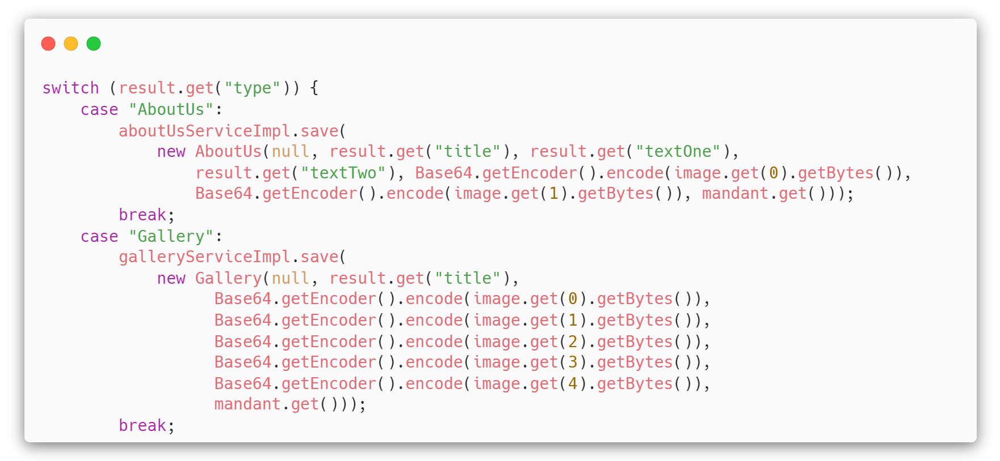 switch (result.get("type")) {
    case "AboutUs":
        aboutUsServiceImpl.save(
            new AboutUs(null, result.get("title"), result.get("textOne"),
                result.get("textTwo"), Base64.getEncoder().encode(image.get(0).getBytes()),
                Base64.getEncoder().encode(image.get(1).getBytes()), mandant.get()));
        break;
    case "Gallery":
        galleryServiceImpl.save(
            new Gallery(null, result.get("title"),
                  Base64.getEncoder().encode(image.get(0).getBytes()),
                  Base64.getEncoder().encode(image.get(1).getBytes()),
                  Base64.getEncoder().encode(image.get(2).getBytes()),
                  Base64.getEncoder().encode(image.get(3).getBytes()),
                  Base64.getEncoder().encode(image.get(4).getBytes()),
                  mandant.get()));
        break;